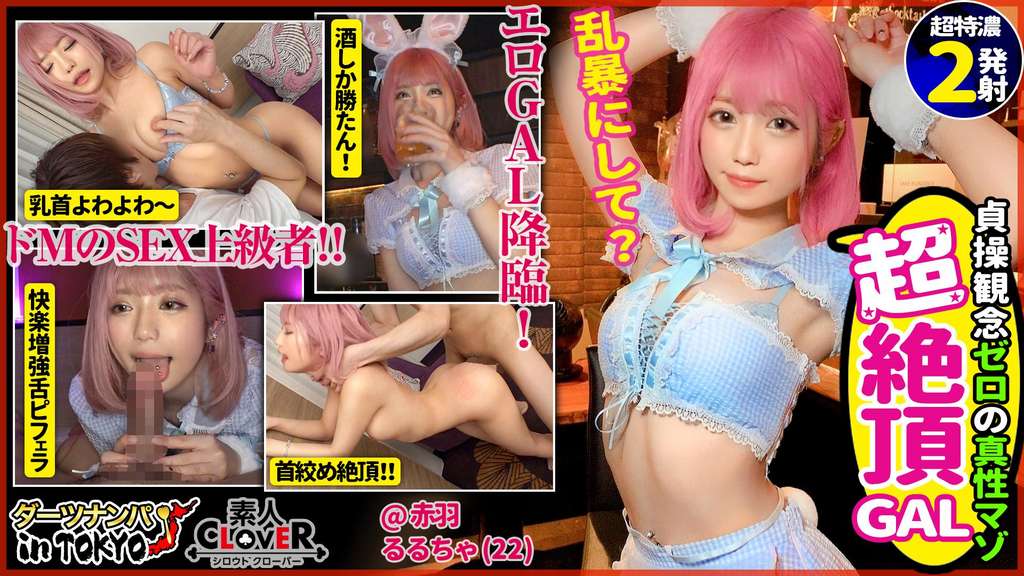 乳首よわよわ～
ドMのSEX上級者!!
酒しか勝たん！
エロGAL降臨！
快楽増強舌ピフェラ
首絞め絶頂!!
ダーツナンパ
in TOKYO
素人
CLOVER
シロウトクローバー
@赤羽
るるちゃ(22)
乱暴にして？
超特濃
2発射
貞操観念ゼロの真性マゾ
超絶頂
GAL